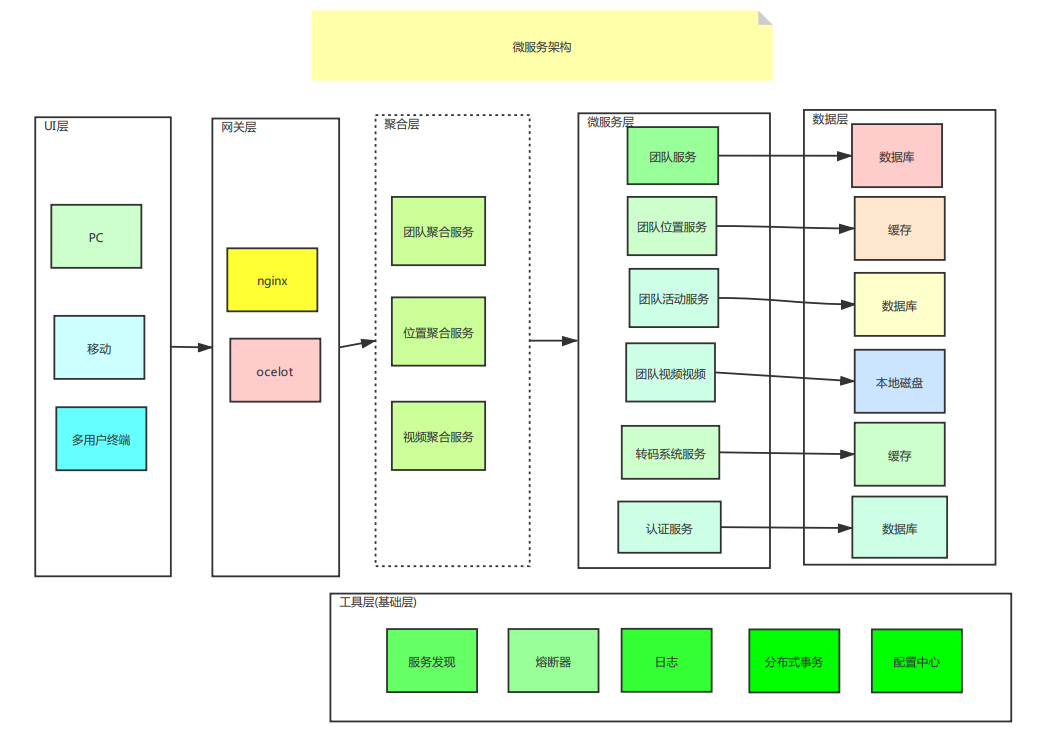 微服务架构
UI层
PC
移动
多用户终端
网关层
nginx
ocelot
聚合层
团队聚合服务
位置聚合服务
视频聚合服务
微服务层
团队服务
团队位置服务
团队活动服务
团队视频视频
转码系统服务
认证服务
数据层
数据库
缓存
数据库
本地磁盘
缓存
数据库
工具层(基础层)
服务发现
熔断器
日志
分布式事务
配置中心